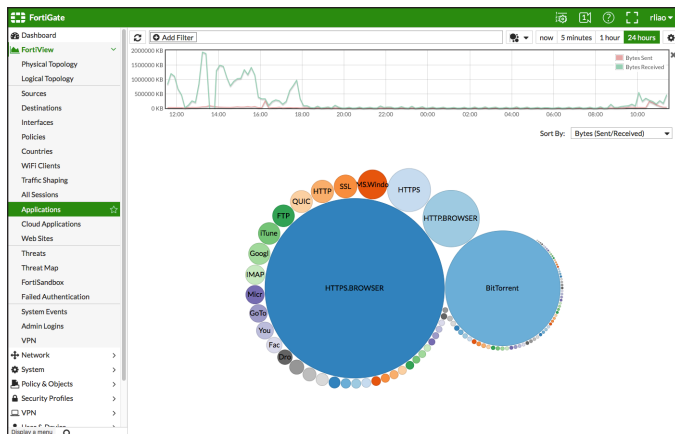 FortiGate
1
rliao
Dashboard
FortiView
Physical Topology
Logical Topology
Sources
Destinations
Interfaces
Policies
Countries
WiFi Clients
Traffic Shaping
All Sessions
Applications
Cloud Applications
Web Sites
Threats
Threat Map
FortiSandbox
Failed Authentication
System Events
Admin Logins
VPN
Network
System
Policy & Objects
Security Profiles
VPN
User & Device
Display a menu
Add Filter
now 5 minutes 1 hour 24 hours
2000000 KB
1500000 KB
1000000 KB
500000 KB
0 KB
12:00 14:00 16:00 18:00 20:00 22:00 00:00 02:00 04:00 06:00 08:00 10:00
Bytes Sent
Bytes Received
Sort By: Bytes (Sent/Received)
HTTPS
MS.Windo
SSL
HTTP
QUIC
FTP
iTune
Googl
IMAP
Micr
GoTo
You
Fac
Dro
HTTP.BROWSER
HTTPS.BROWSER
BitTorrent